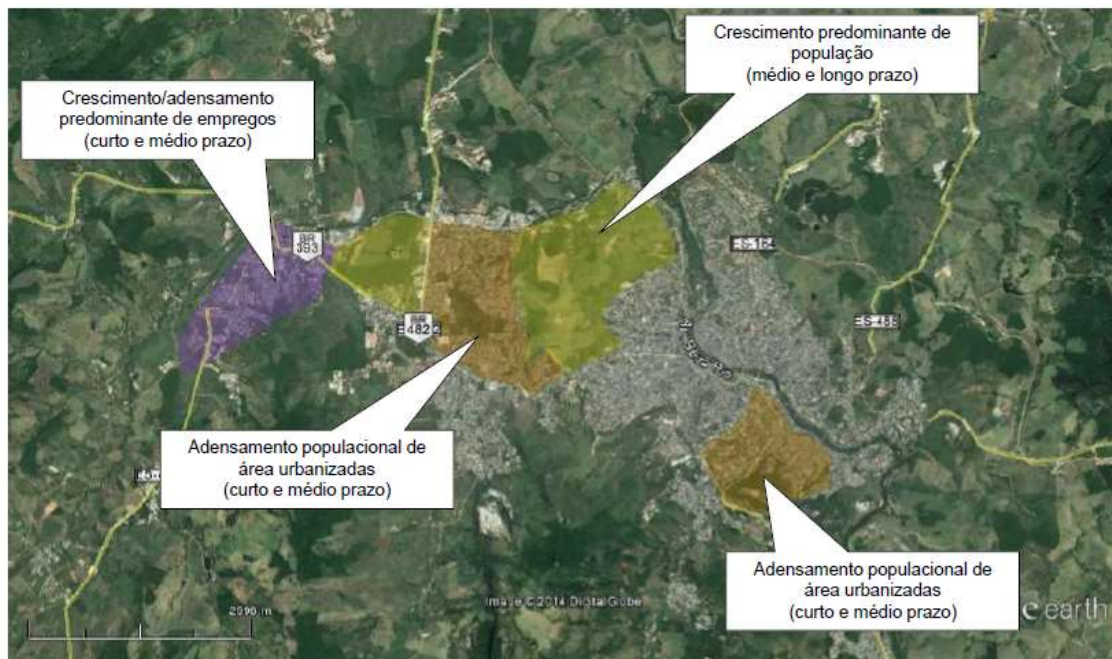 Crescimento predominante de
população
(médio e longo prazo)
Crescimento/adensamento
predominante de empregos
(curto e médio prazo)
BR
393
ES-164
482
ES-488
Adensamento populacional de
área urbanizadas
(curto e médio prazo)
Adensamento populacional de
área urbanizadas
(curto e médio prazo)
Image © 2014 DigitalGlobe
earth